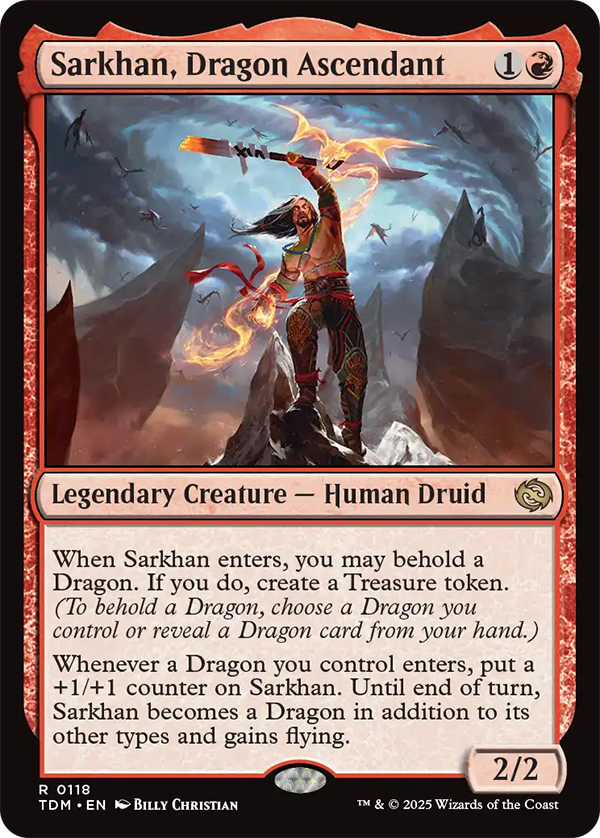 Sarkhan, Dragon Ascendant 1
Legendary Creature — Human Druid
When Sarkhan enters, you may behold a
Dragon. If you do, create a Treasure token.
(To behold a Dragon, choose a Dragon you
control or reveal a Dragon card from your hand.)
Whenever a Dragon you control enters, put a
+1/+1 counter on Sarkhan. Until end of turn,
Sarkhan becomes a Dragon in addition to its
other types and gains flying.
2/2
R 0118
TDM • EN Billy Christian
™ & © 2025 Wizards of the Coast